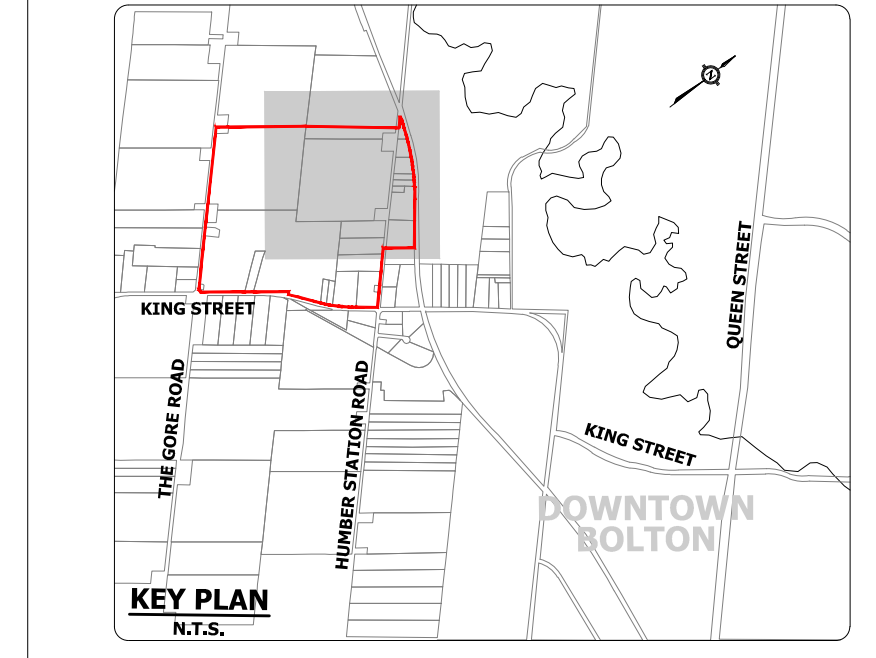 N
QUEEN STREET
KING STREET
THE GORE ROAD
HUMBER STATION ROAD
KING STREET
DOWNTOWN
BOLTON
KEY PLAN
N.T.S.